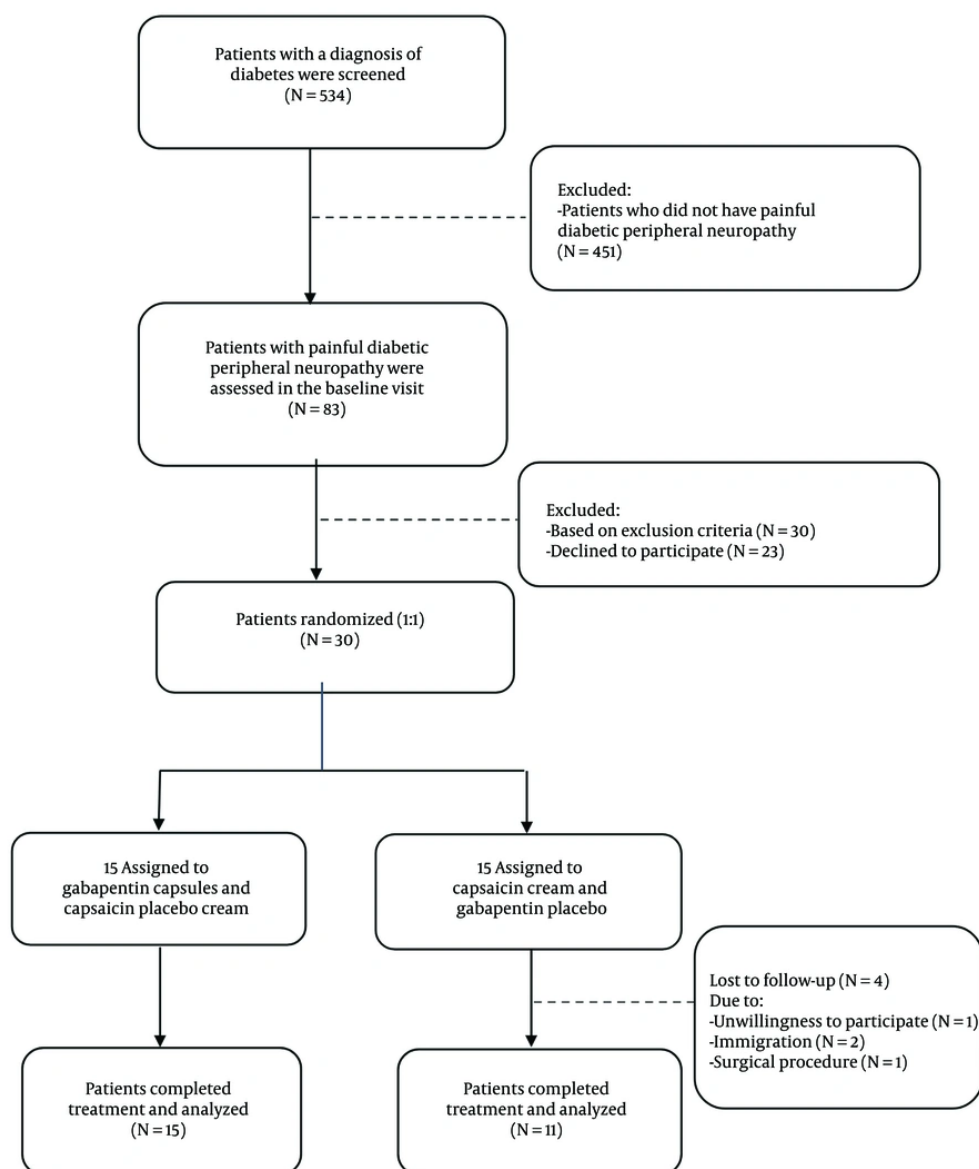 Patients with a diagnosis of
diabetes were screened
(N = 534)
Excluded:
-Patients who did not have painful
diabetic peripheral neuropathy
(N = 451)
Patients with painful diabetic
peripheral neuropathy were
assessed in the baseline visit
(N = 83)
Excluded:
-Based on exclusion criteria (N = 30)
-Declined to participate (N = 23)
Patients randomized (1:1)
(N = 30)
15 Assigned to
gabapentin capsules and
capsaicin placebo cream
15 Assigned to
capsaicin cream and
gabapentin placebo
Lost to follow-up (N = 4)
Due to:
-Unwillingness to participate (N = 1)
-Immigration (N = 2)
-Surgical procedure (N = 1)
Patients completed
treatment and analyzed
(N = 15)
Patients completed
treatment and analyzed
(N = 11)